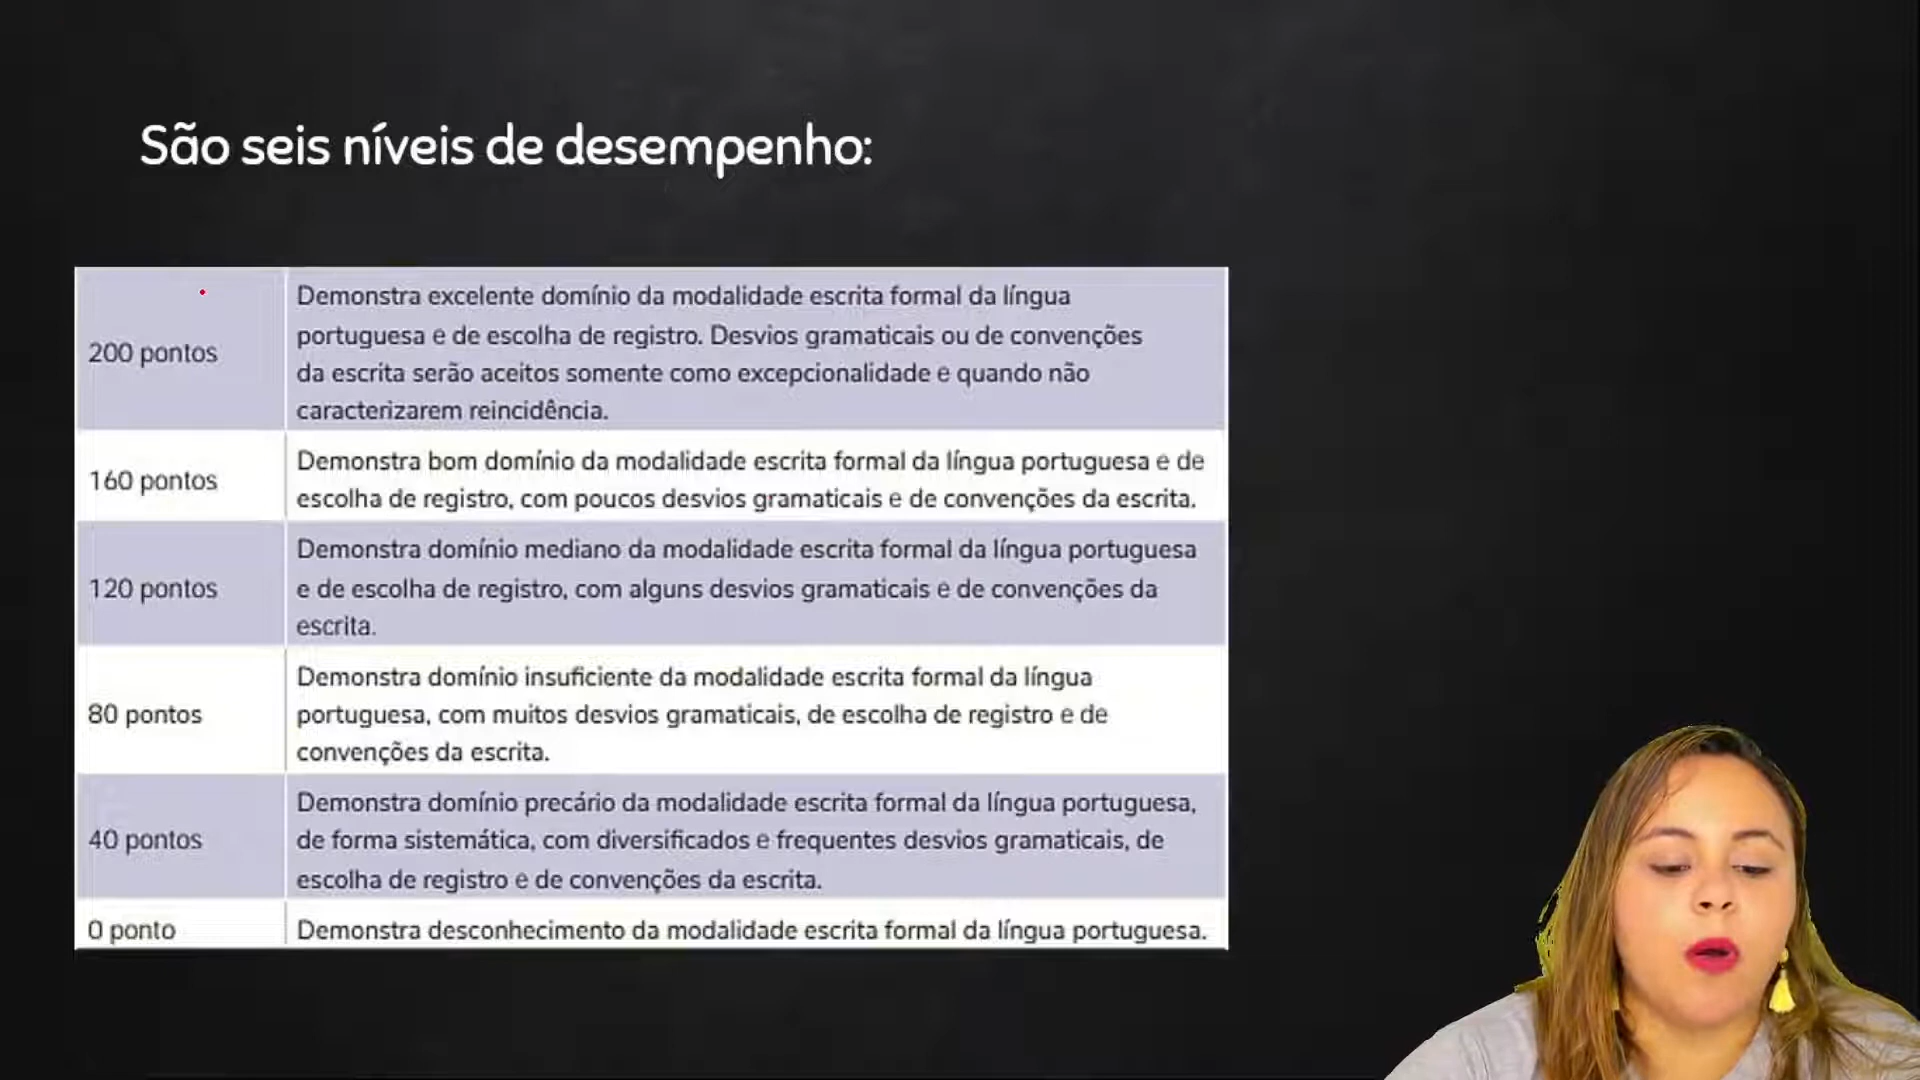 São seis níveis de desempenho:
200 pontos
Demonstra excelente domínio da modalidade escrita formal da língua
portuguesa e de escolha de registro. Desvios gramaticais ou de convenções
da escrita serão aceitos somente como excepcionalidade e quando não
caracterizarem reincidência.
160 pontos
Demonstra bom domínio da modalidade escrita formal da língua portuguesa e de
escolha de registro, com poucos desvios gramaticais e de convenções da escrita.
120 pontos
Demonstra domínio mediano da modalidade escrita formal da língua portuguesa
e de escolha de registro, com alguns desvios gramaticais e de convenções da
escrita.
80 pontos
Demonstra domínio insuficiente da modalidade escrita formal da língua
portuguesa, com muitos desvios gramaticais, de escolha de registro e de
convenções da escrita.
40 pontos
Demonstra domínio precário da modalidade escrita formal da língua portuguesa,
de forma sistemática, com diversificados e frequentes desvios gramaticais, de
escolha de registro e de convenções da escrita.
0 ponto
Demonstra desconhecimento da modalidade escrita formal da língua portuguesa.